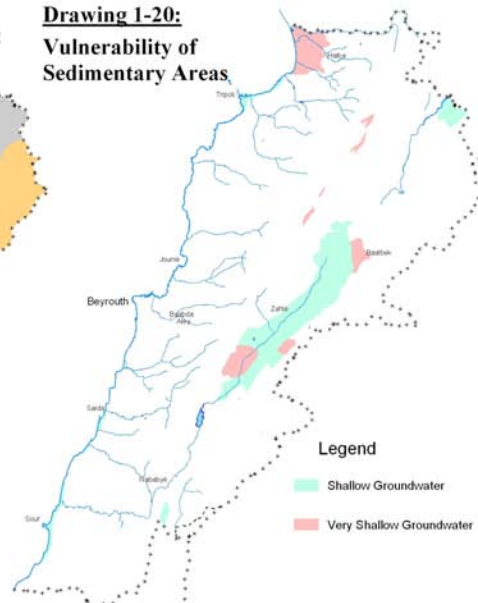 Drawing 1-20:
Vulnerability of
Sedimentary Areas
Halba
Tripoli
Baalbek
Jounie
Beyrouth
Zahle
Baabda
Aley
Saida
Legend
Nabatiyé
Shallow Groundwater
Very Shallow Groundwater
Sour